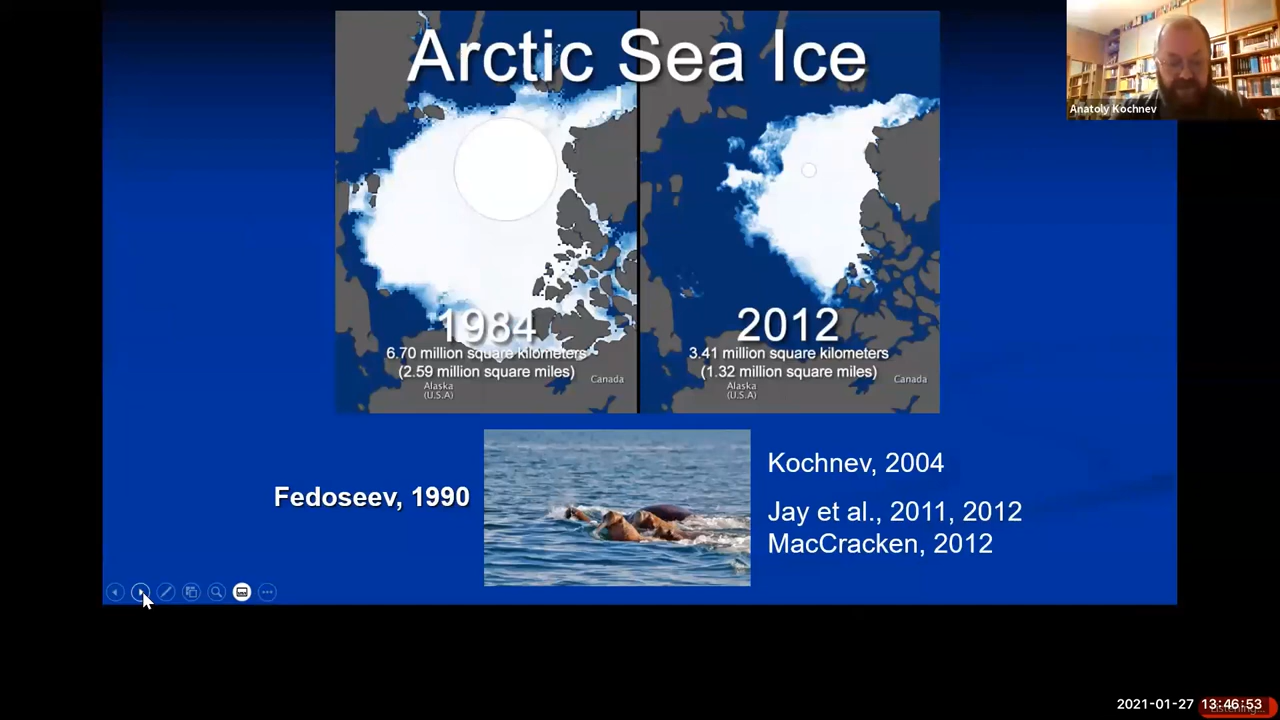 Arctic Sea Ice
1984
6.70 million square kilometers
(2.59 million square miles)
Alaska
(U.S.A)
Canada
2012
3.41 million square kilometers
(1.32 million square miles)
Alaska
(U.S.A)
Canada
Fedoseev, 1990
Kochnev, 2004
Jay et al., 2011, 2012
MacCracken, 2012
Anatoly Kochnev
2021-01-27 13:46:53
Listening...